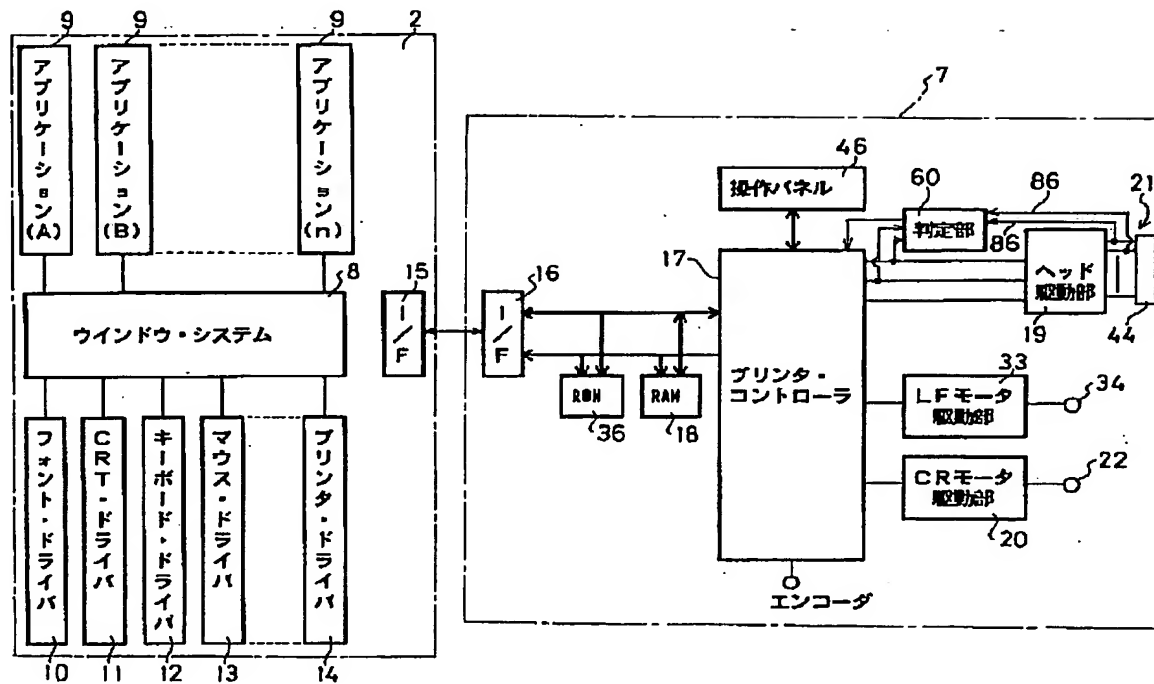 9
9
9
2
アプリケーション(A)
アプリケーション(B)
アプリケーション(n)
8
ウインドウ・システム
15
I/F
16
I/F
フォント・ドライバ
CRT・ドライバ
キーボード・ドライバ
マウス・ドライバ
プリンタ・ドライバ
10
11
12
13
14
7
46
操作パネル
60
判定部
86
86
21
17
プリンタ・
コントローラ
ヘッド
駆動部
19
44
ROM
36
RAM
18
33
LFモータ
駆動部
34
CRモータ
駆動部
22
20
エンコーダ